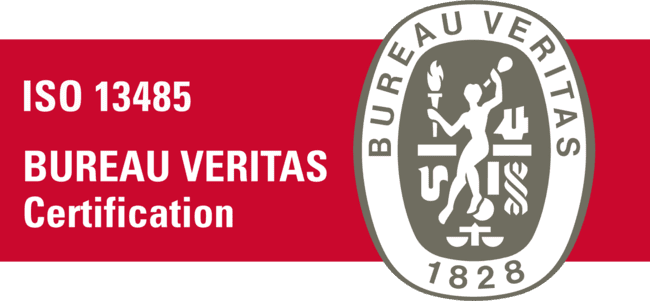 ISO 13485
BUREAU VERITAS
Certification
BUREAU VERITAS
1828